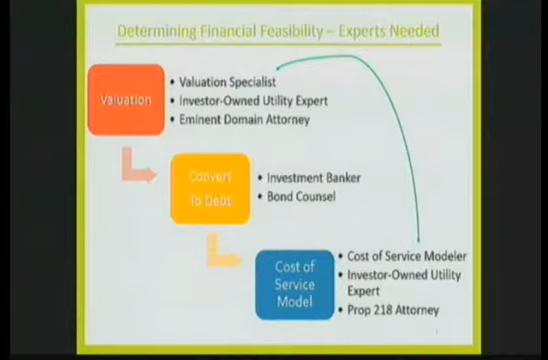 Determining Financial Feasibility – Experts Needed
Valuation
• Valuation Specialist
• Investor-Owned Utility Expert
• Eminent Domain Attorney
Convert
To Debt
• Investment Banker
• Bond Counsel
Cost of
Service
Model
• Cost of Service Modeler
• Investor-Owned Utility
Expert
• Prop 218 Attorney